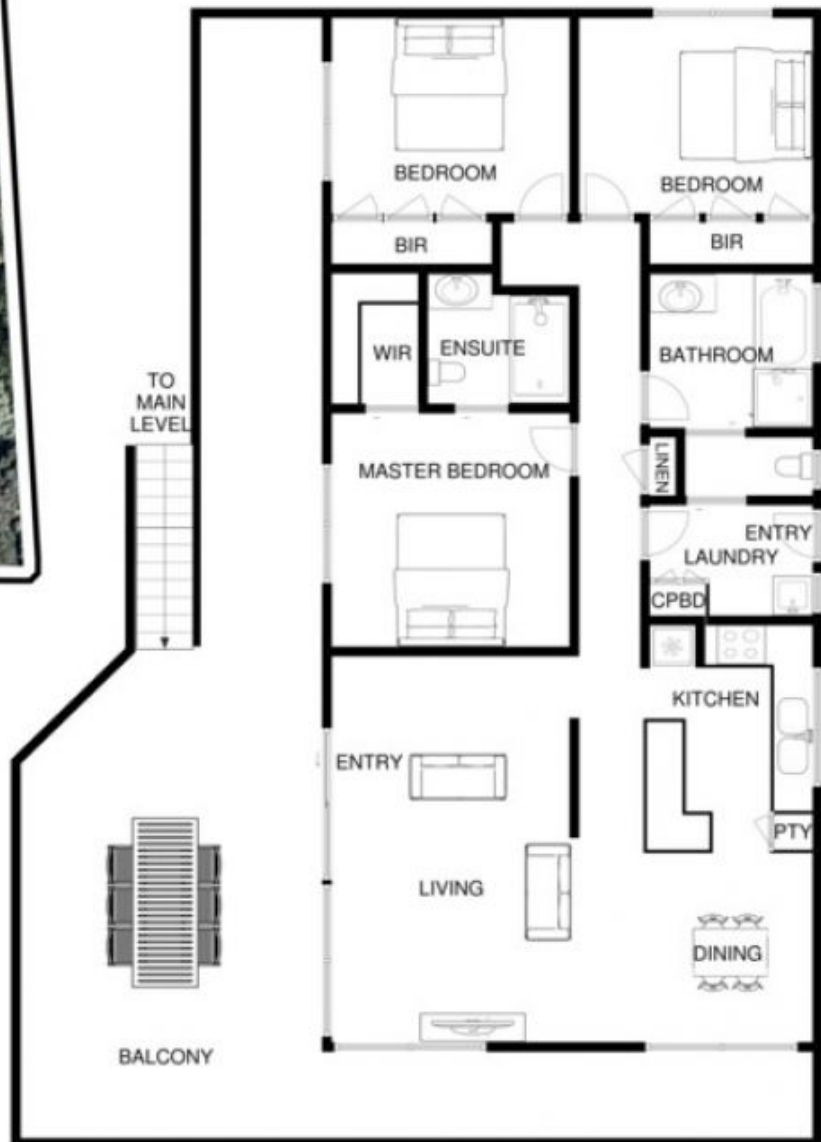 BEDROOM
BEDROOM
BIR
BIR
WIR
ENSUITE
BATHROOM
TO
MAIN
LEVEL
MASTER BEDROOM
LINEN
ENTRY
LAUNDRY
CPBD
KITCHEN
ENTRY
PTY
LIVING
DINING
BALCONY